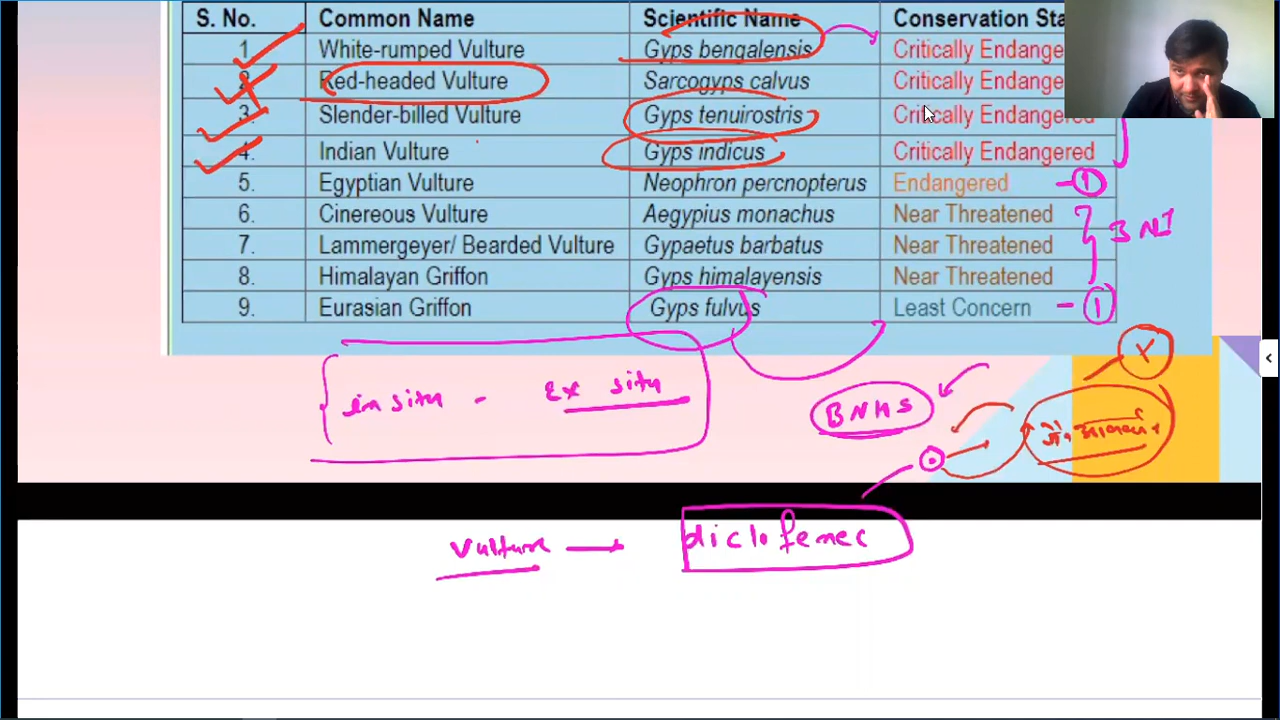 S. No. Common Name Scientific Name Conservation Sta
1 White-rumped Vulture Gyps bengalensis Critically Endange
2. Red-headed Vulture Sarcogyps calvus Critically Endange
3. Slender-billed Vulture Gyps tenuirostris Critically Endangered
4. Indian Vulture Gyps indicus Critically Endangered
5. Egyptian Vulture Neophron percnopterus Endangered 1
6. Cinereous Vulture Aegypius monachus Near Threatened
7. Lammergeyer/ Bearded Vulture Gypaetus barbatus Near Threatened
8. Himalayan Griffon Gyps himalayensis Near Threatened
9. Eurasian Griffon Gyps fulvus Least Concern 1
X
in situ - Ex situ
BNHS
vulture → diclofenec